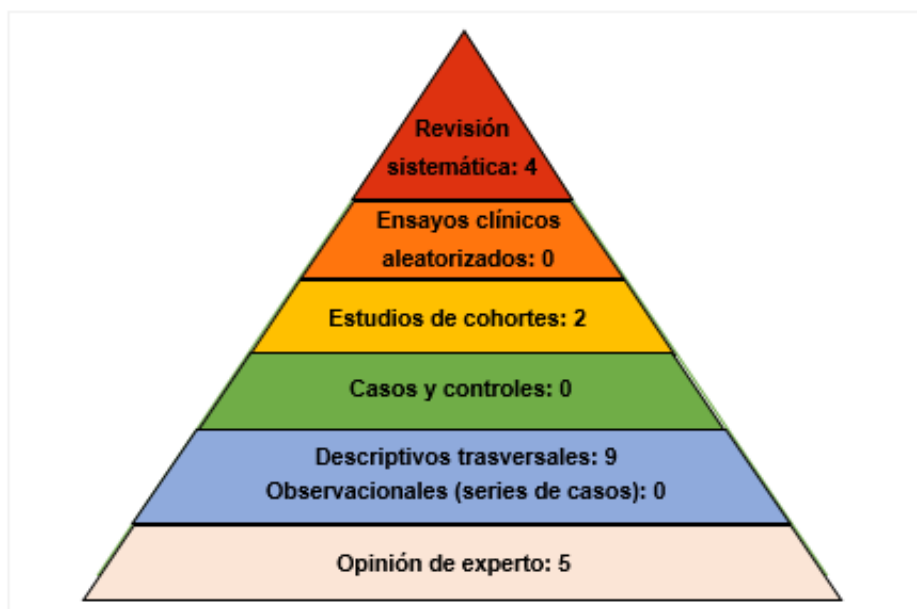 Revisión
sistemática: 4
Ensayos clínicos
aleatorizados: 0
Estudios de cohortes: 2
Casos y controles: 0
Descriptivos trasversales: 9
Observacionales (series de casos): 0
Opinión de experto: 5